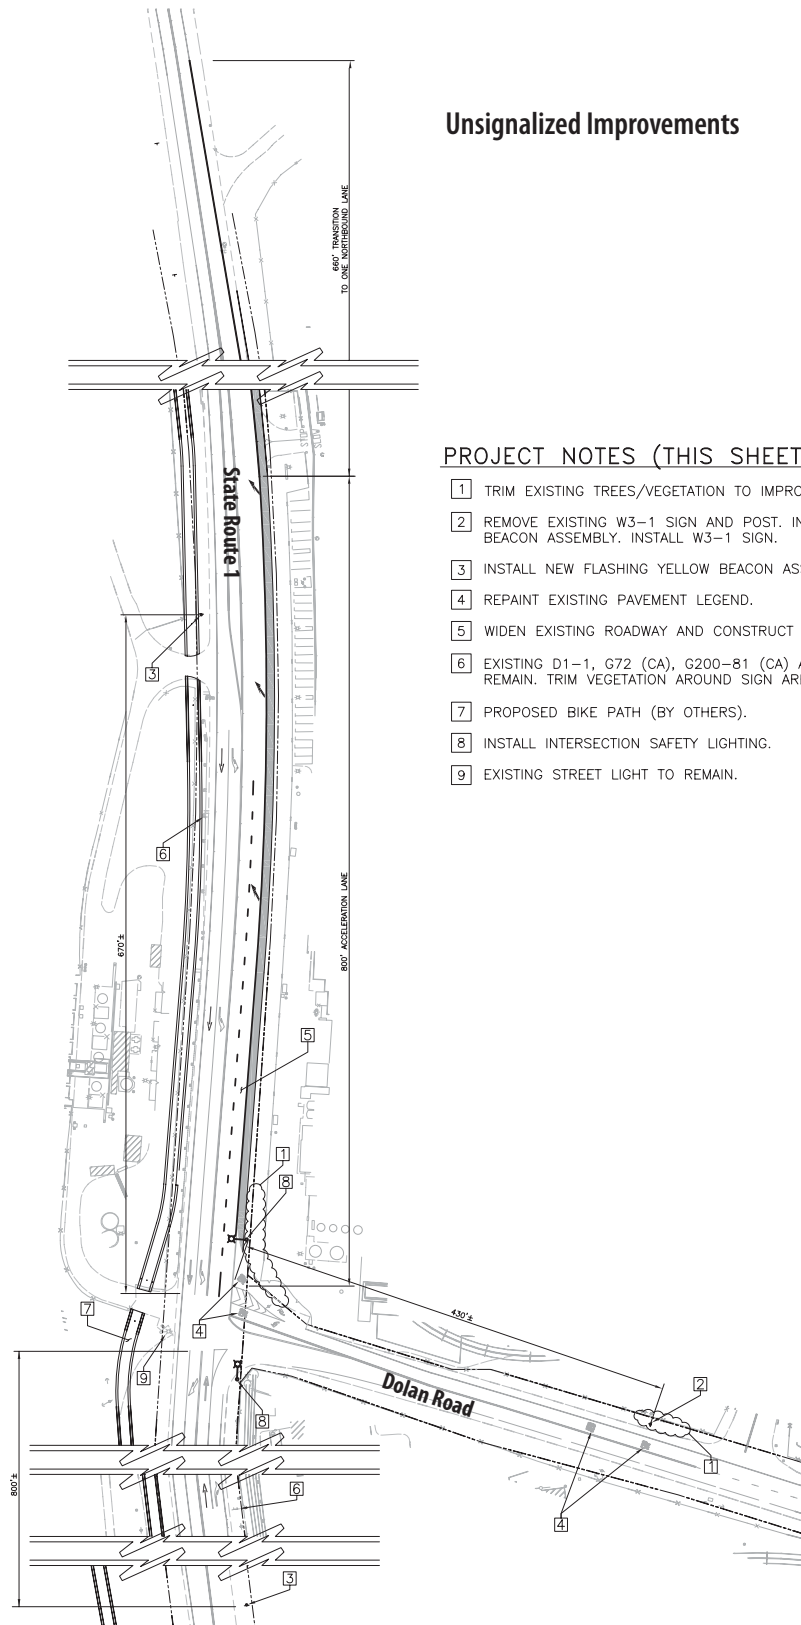 Unsignalized Improvements
660' TRANSITION
TO ONE NORTHBOUND LANE
STOP
SLOW
State Route 1
PROJECT NOTES (THIS SHEET
1 TRIM EXISTING TREES/VEGETATION TO IMPRO
2 REMOVE EXISTING W3-1 SIGN AND POST. IN
BEACON ASSEMBLY. INSTALL W3-1 SIGN.
3 INSTALL NEW FLASHING YELLOW BEACON AS
4 REPAINT EXISTING PAVEMENT LEGEND.
5 WIDEN EXISTING ROADWAY AND CONSTRUCT
6 EXISTING D1-1, G72 (CA), G200-81 (CA) A
REMAIN. TRIM VEGETATION AROUND SIGN AR
7 PROPOSED BIKE PATH (BY OTHERS).
8 INSTALL INTERSECTION SAFETY LIGHTING.
9 EXISTING STREET LIGHT TO REMAIN.
3
6
670'±
800' ACCELERATION LANE
5
1
8
7
4
430'±
9
8
Dolan Road
2
1
4
800'±
6
3